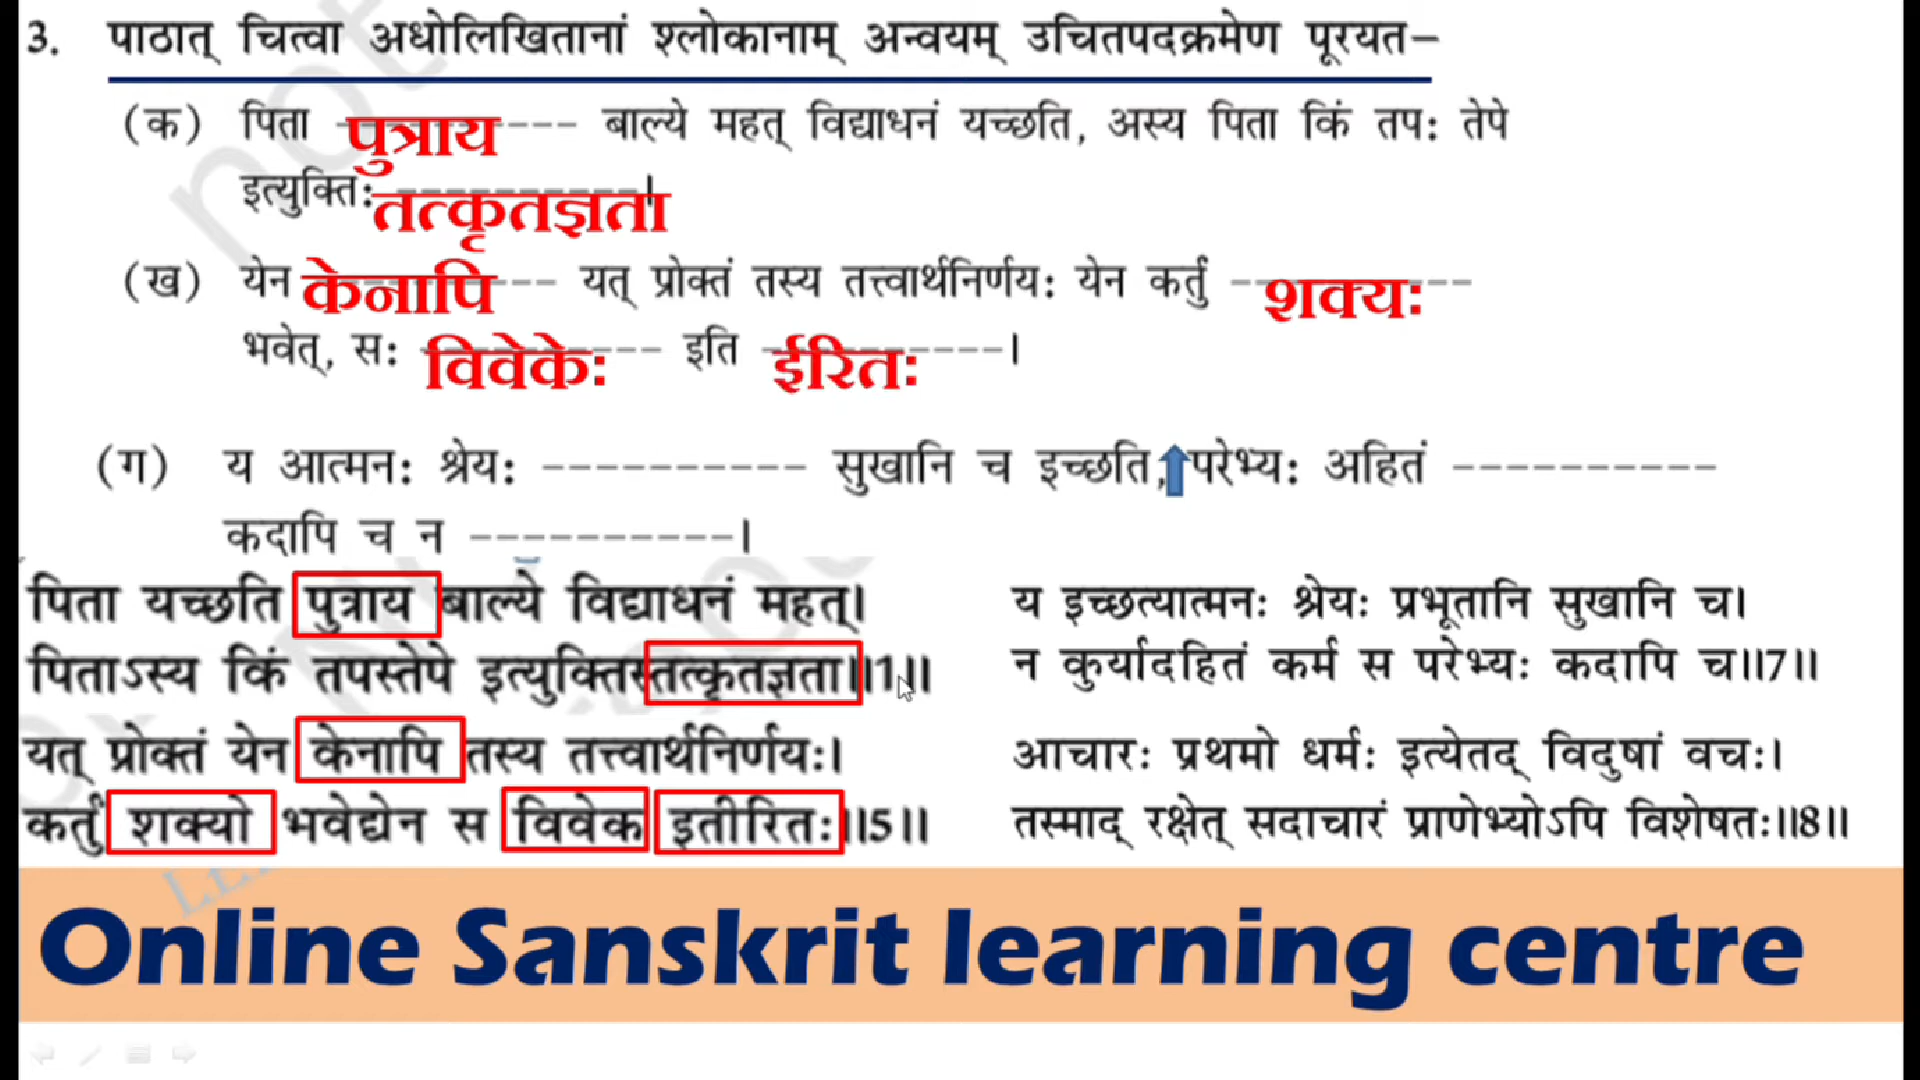 3. पाठात् चित्वा अधोलिखितानां श्लोकानाम् अन्वयम् उचितपदक्रमेण पूरयत–
(क) पिता पुत्राय --- बाल्ये महत् विद्याधनं यच्छति, अस्य पिता किं तपः तेपे
इत्युक्तिः तत्कृतज्ञता ।
(ख) येन केनापि --- यत् प्रोक्तं तस्य तत्त्वार्थनिर्णयः येन कर्तुं - शक्यः --
भवेत्, सः विवेकेः --- इति ईरितः ----।
(ग) य आत्मनः श्रेयः ---------- सुखानि च इच्छति, परेभ्यः अहितं ----------
कदापि च न ----------।
पिता यच्छति पुत्राय बाल्ये विद्याधनं महत्।
पिताऽस्य किं तपस्तेपे इत्युक्तिस्तत्कृतज्ञता॥1॥
यत् प्रोक्तं येन केनापि तस्य तत्त्वार्थनिर्णयः।
कर्तुं शक्यो भवेद्येन स विवेक इतीरितः॥5॥
य इच्छत्यात्मनः श्रेयः प्रभूतानि सुखानि च।
न कुर्यादहितं कर्म स परेभ्यः कदापि च॥7॥
आचारः प्रथमो धर्मः इत्येतद् विदुषां वचः।
तस्माद् रक्षेत् सदाचारं प्राणेभ्योऽपि विशेषतः॥8॥
Online Sanskrit learning centre